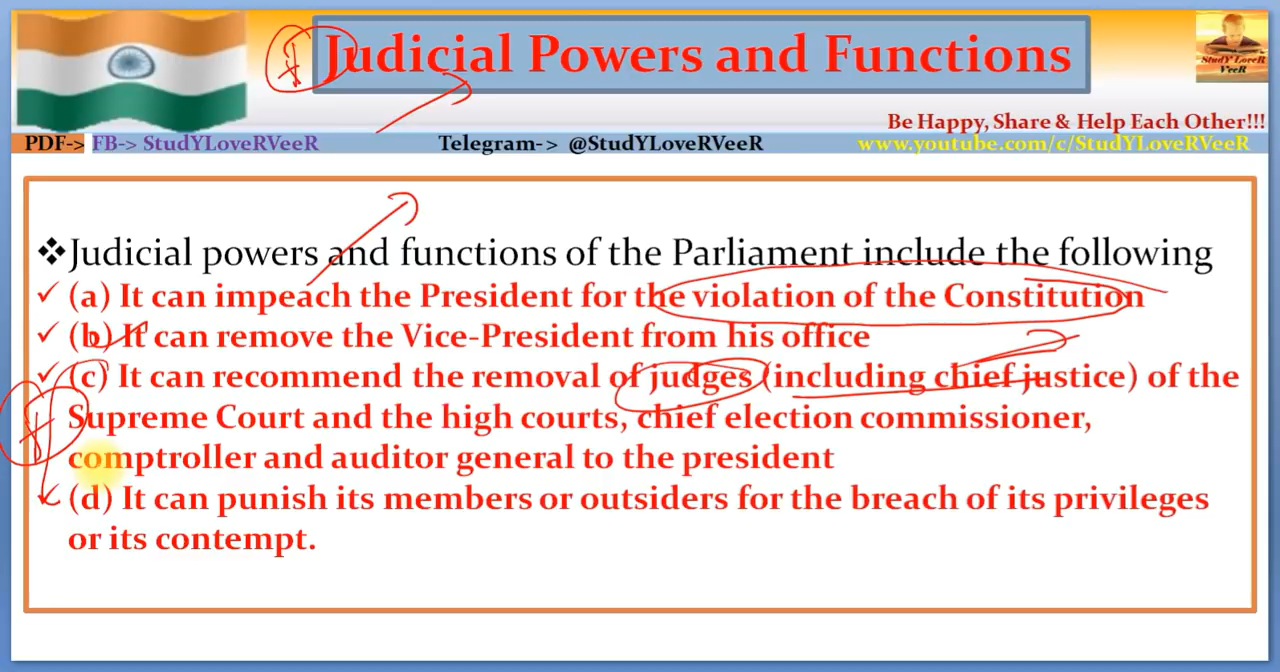 Judicial Powers and Functions
StudY LoveR
VeeR
Be Happy, Share & Help Each Other!!!
PDF-> FB-> StudYLoveRVeeR Telegram-> @StudYLoveRVeeR www.youtube.com/c/StudYLoveRVeeR
❖Judicial powers and functions of the Parliament include the following
✓ (a) It can impeach the President for the violation of the Constitution
✓ (b) It can remove the Vice-President from his office
✓ (c) It can recommend the removal of judges (including chief justice) of the
Supreme Court and the high courts, chief election commissioner,
comptroller and auditor general to the president
✓ (d) It can punish its members or outsiders for the breach of its privileges
or its contempt.